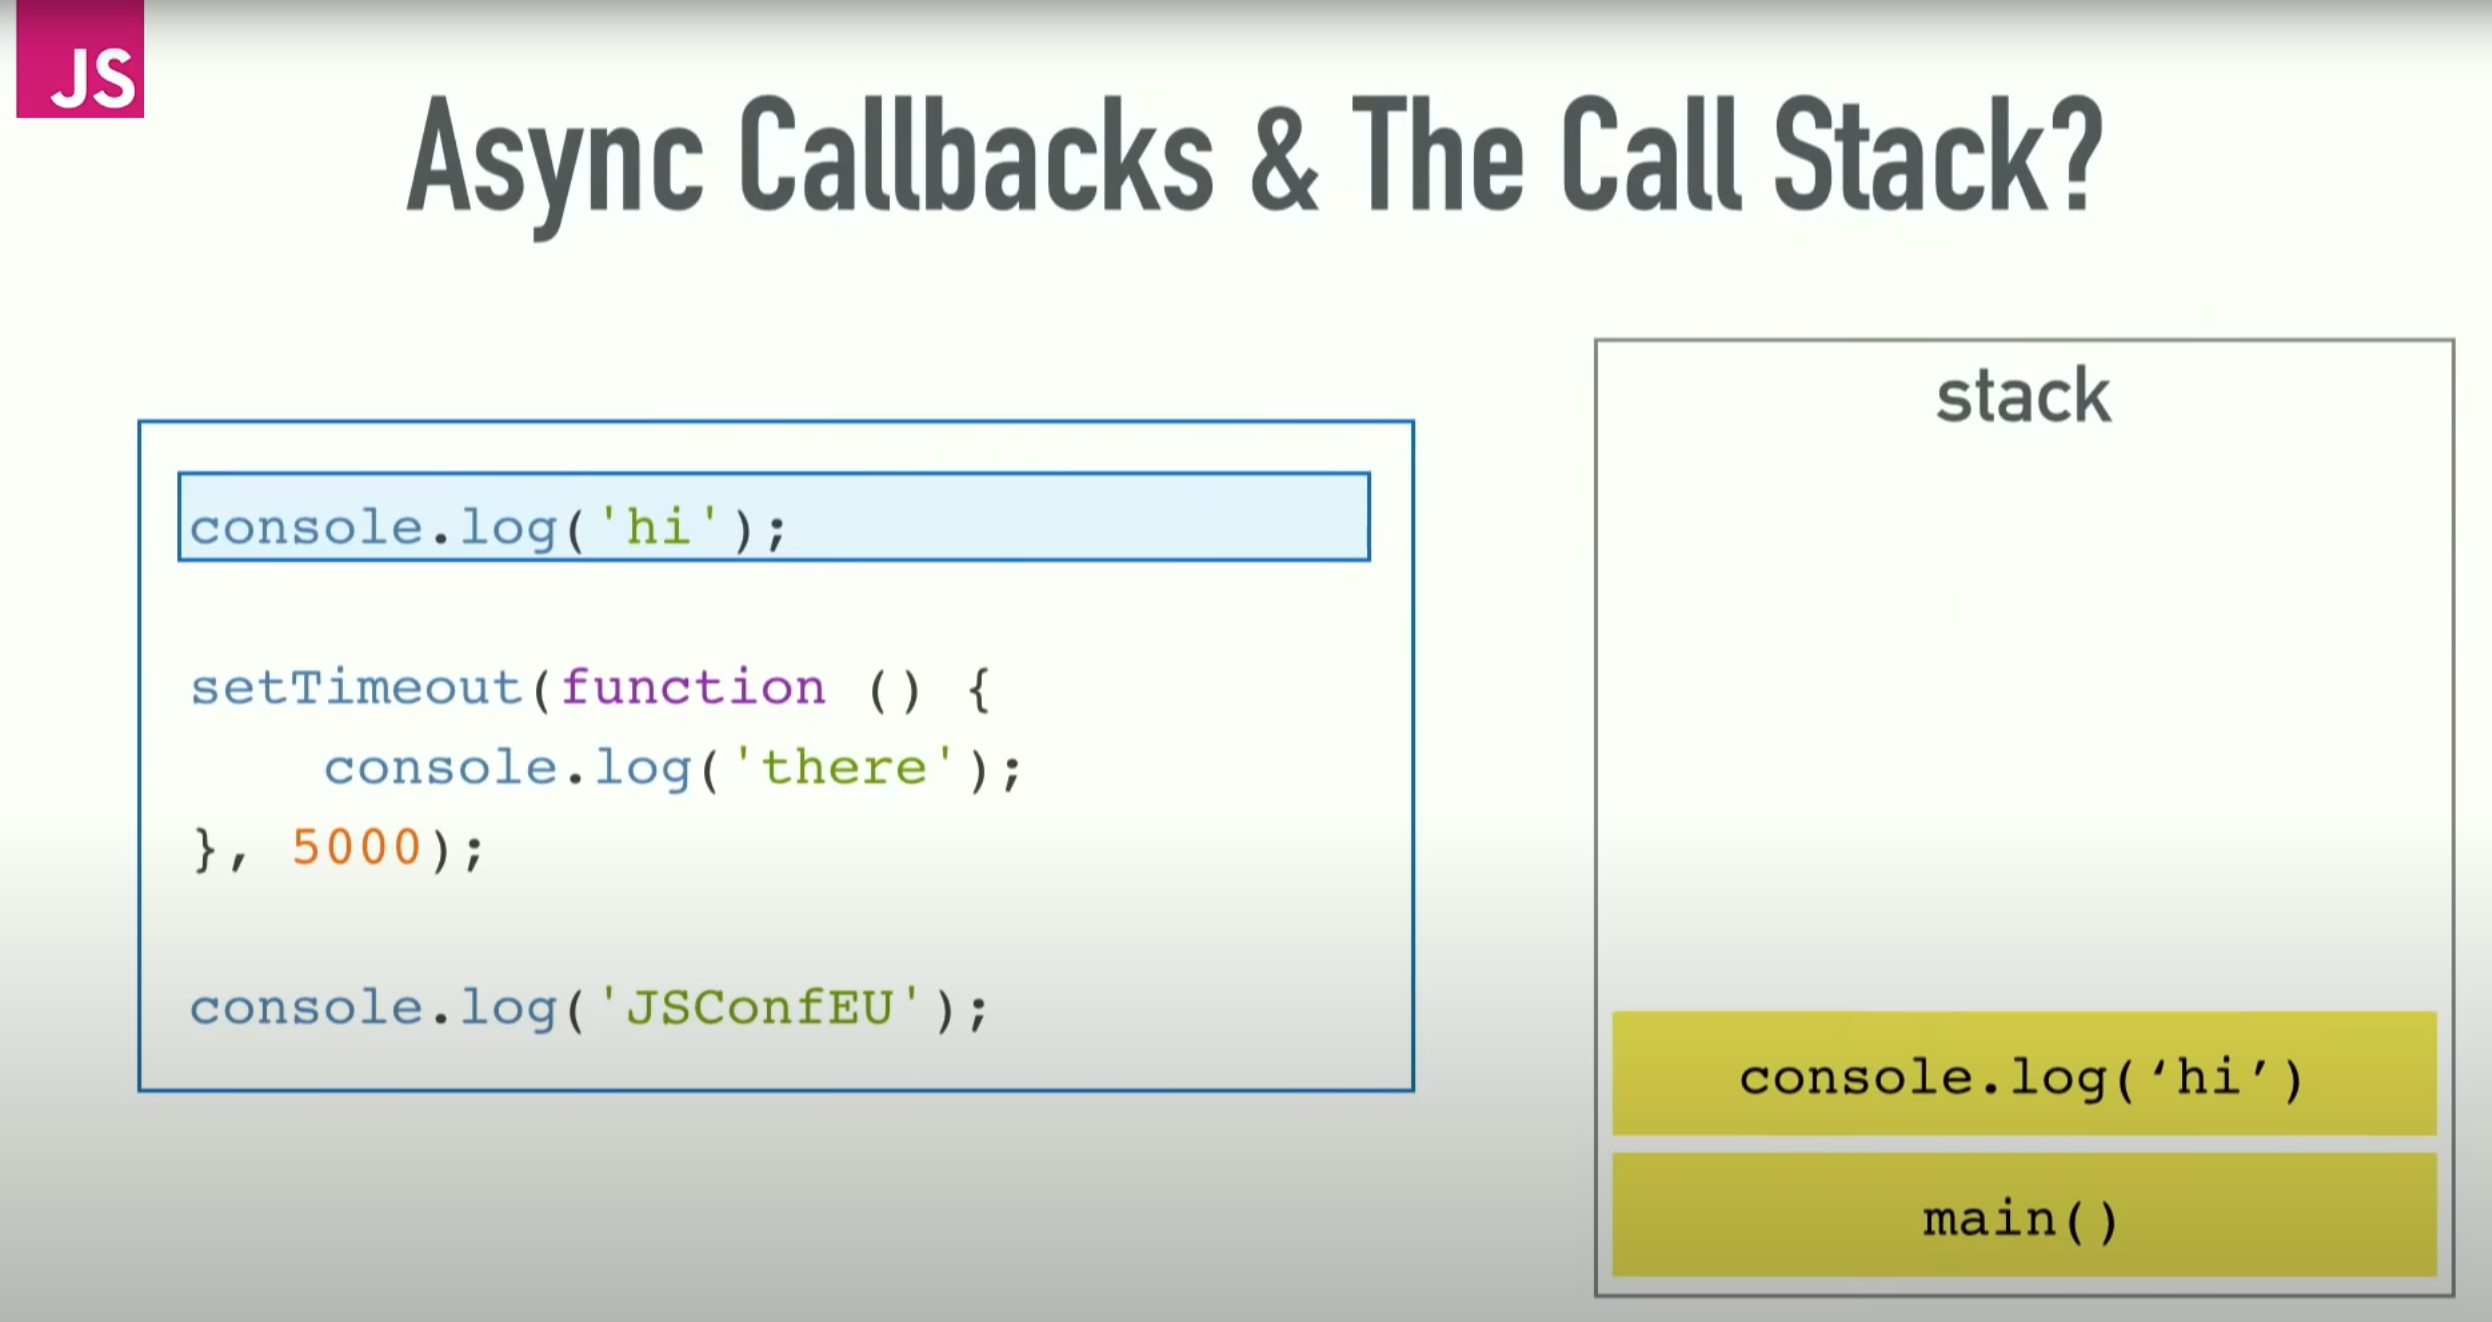 JS
Async Callbacks & The Call Stack?
console.log('hi');
setTimeout(function () {
    console.log('there');
}, 5000);
console.log('JSConfEU');
stack
console.log(‘hi’)
main()